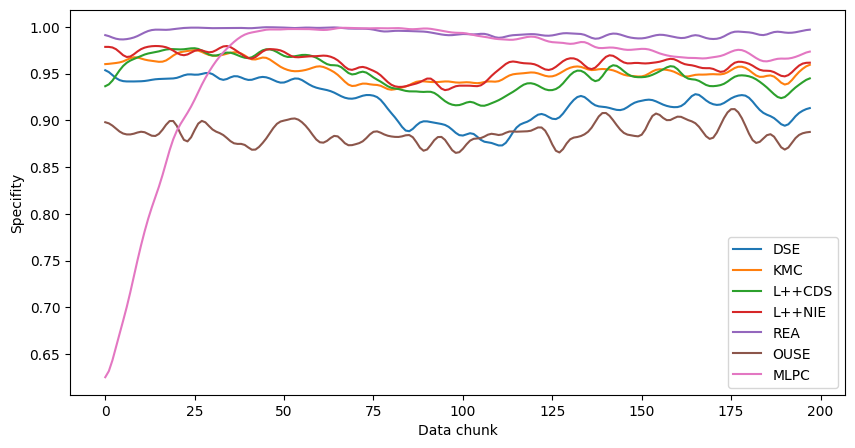 1.00
0.95
0.90
0.85
0.80
0.75
0.70
0.65
Specifity
0 25 50 75 100 125 150 175 200
Data chunk
DSE
KMC
L++CDS
L++NIE
REA
OUSE
MLPC